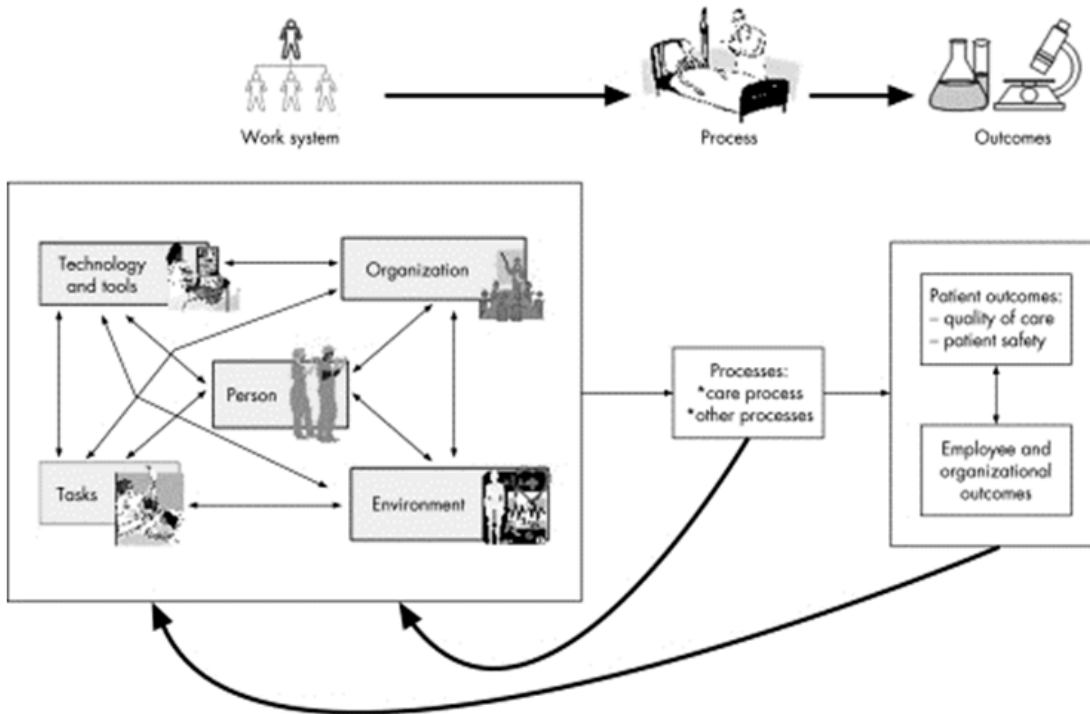 Work system
Process
Outcomes
Technology
and tools
Organization
Person
Tasks
Environment
Processes:
*care process
*other processes
Patient outcomes:
– quality of care
– patient safety
Employee and
organizational
outcomes